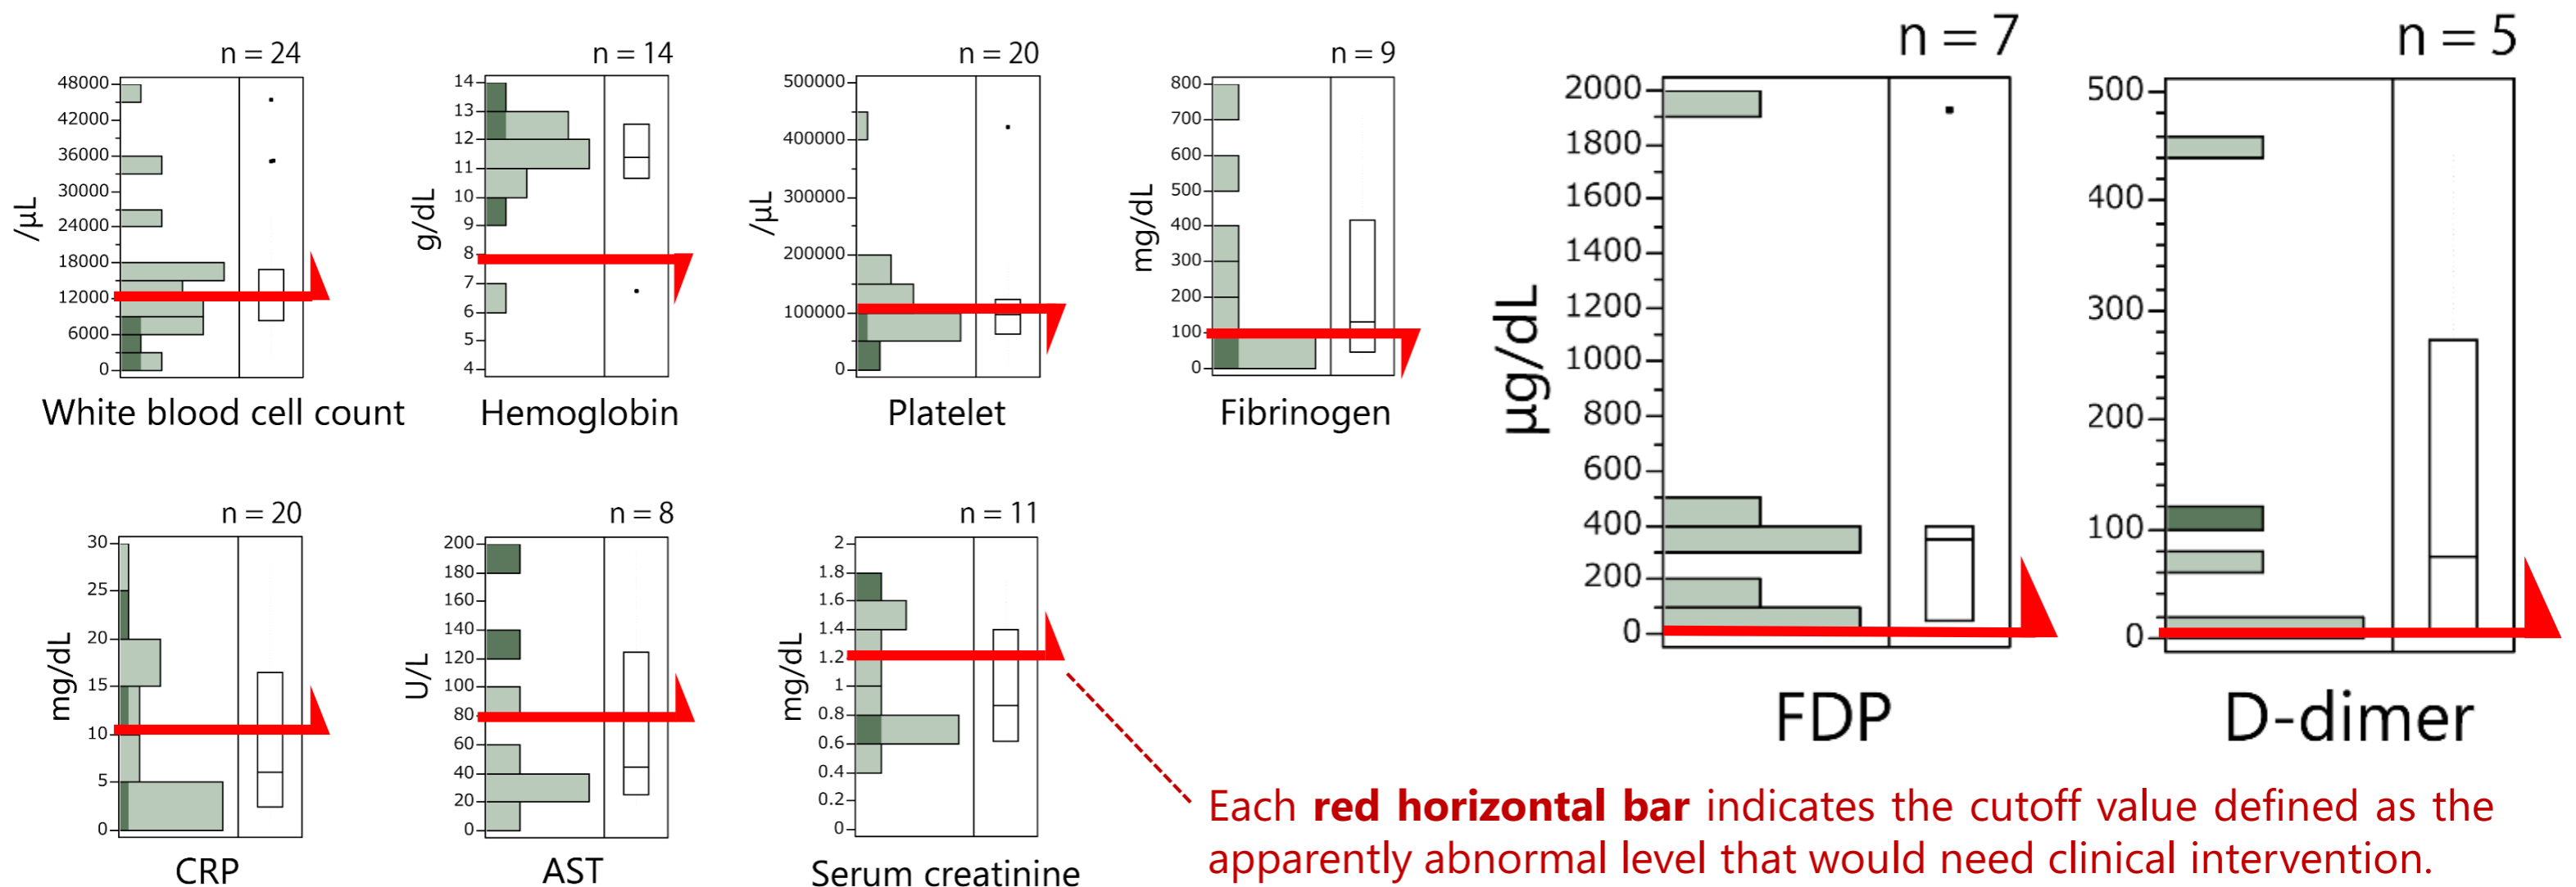 n = 24
48000
42000
36000
30000
24000
18000
12000
6000
0
/μL
White blood cell count
n = 14
14
13
12
11
10
9
8
7
6
5
4
g/dL
Hemoglobin
n = 20
500000
400000
300000
200000
100000
0
/μL
Platelet
n = 9
800
700
600
500
400
300
200
100
0
mg/dL
Fibrinogen
n = 7
2000
1800
1600
1400
1200
1000
800
600
400
200
0
μg/dL
FDP
n = 5
500
400
300
200
100
0
D-dimer
n = 20
30
25
20
15
10
5
0
mg/dL
CRP
n = 8
200
180
160
140
120
100
80
60
40
20
0
U/L
AST
n = 11
2
1.8
1.6
1.4
1.2
1
0.8
0.6
0.4
0.2
0
mg/dL
Serum creatinine
Each red horizontal bar indicates the cutoff value defined as the
apparently abnormal level that would need clinical intervention.